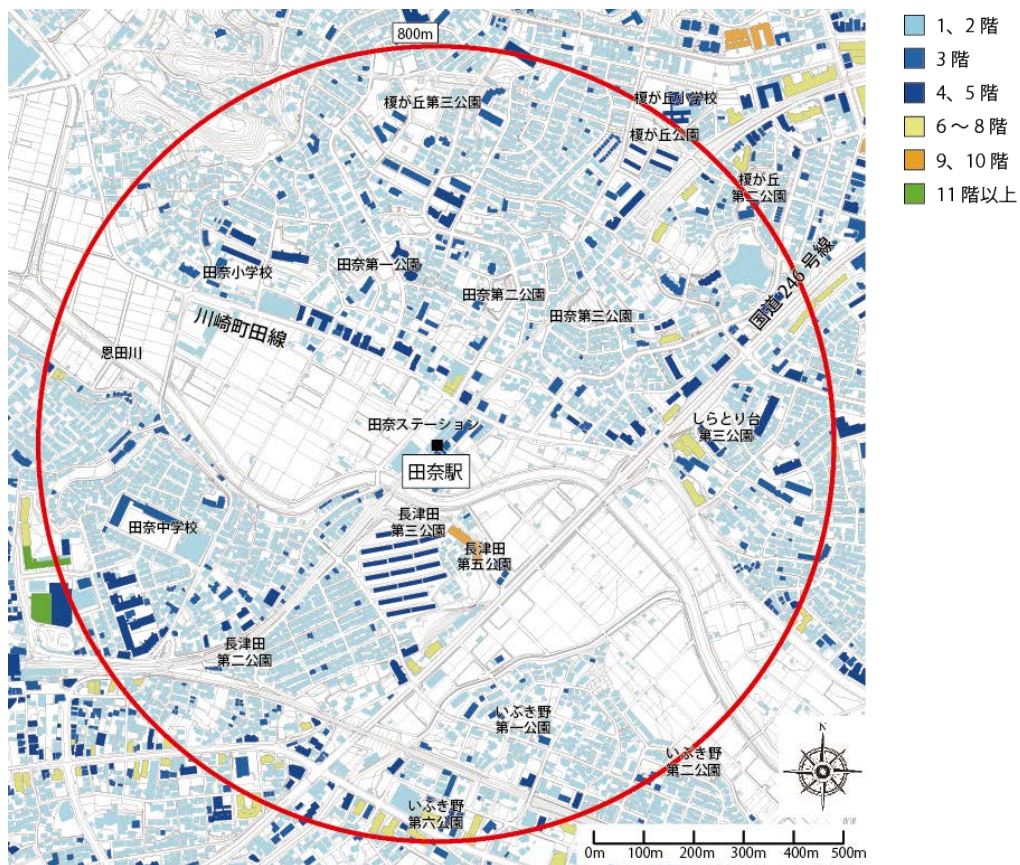 800m
榎が丘第三公園
榎が丘小学校
榎が丘公園
榎が丘
第二公園
国道246号線
田奈小学校
田奈第一公園
田奈第二公園
田奈第三公園
川崎町田線
恩田川
田奈ステーション
田奈駅
しらとり台
第三公園
田奈中学校
長津田
第三公園
長津田
第五公園
長津田
第二公園
いぶき野
第一公園
いぶき野
第二公園
いぶき野
第六公園
N
0m 100m 200m 300m 400m 500m
1、2階
3階
4、5階
6〜8階
9、10階
11階以上